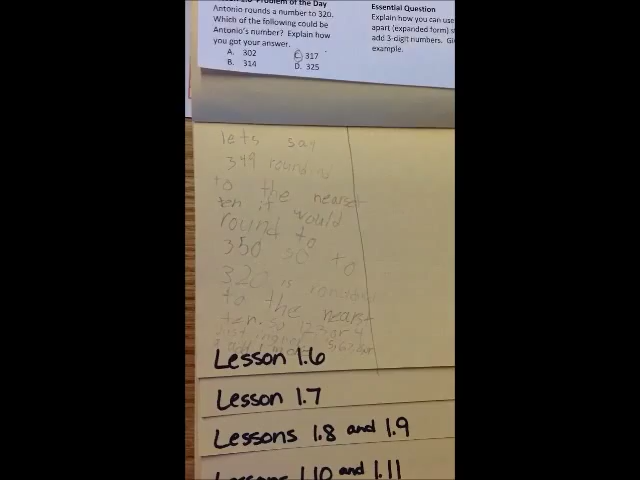 Problem of the Day
Antonio rounds a number to 320.
Which of the following could be
Antonio's number? Explain how
you got your answer.
A. 302
B. 314
C. 317
D. 325
Essential Question
Explain how you can use
apart (expanded form)
add 3-digit numbers.
example.
lets say
349 round
to the nearst
ten it would
round to
350 so to
320 is
to the nearst
ten. so 123 or 4
Lesson 1.6
Lesson 1.7
Lessons 1.8 and 1.9
Lessons 1.10 and 1.11